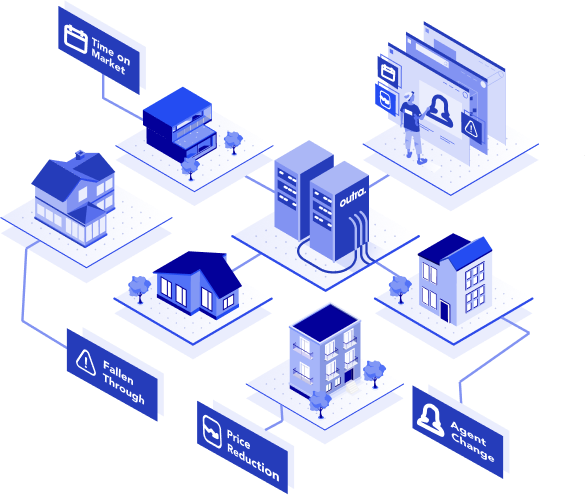 Time on
Market
outra.
Fallen
Through
Price
Reduction
Agent
Change